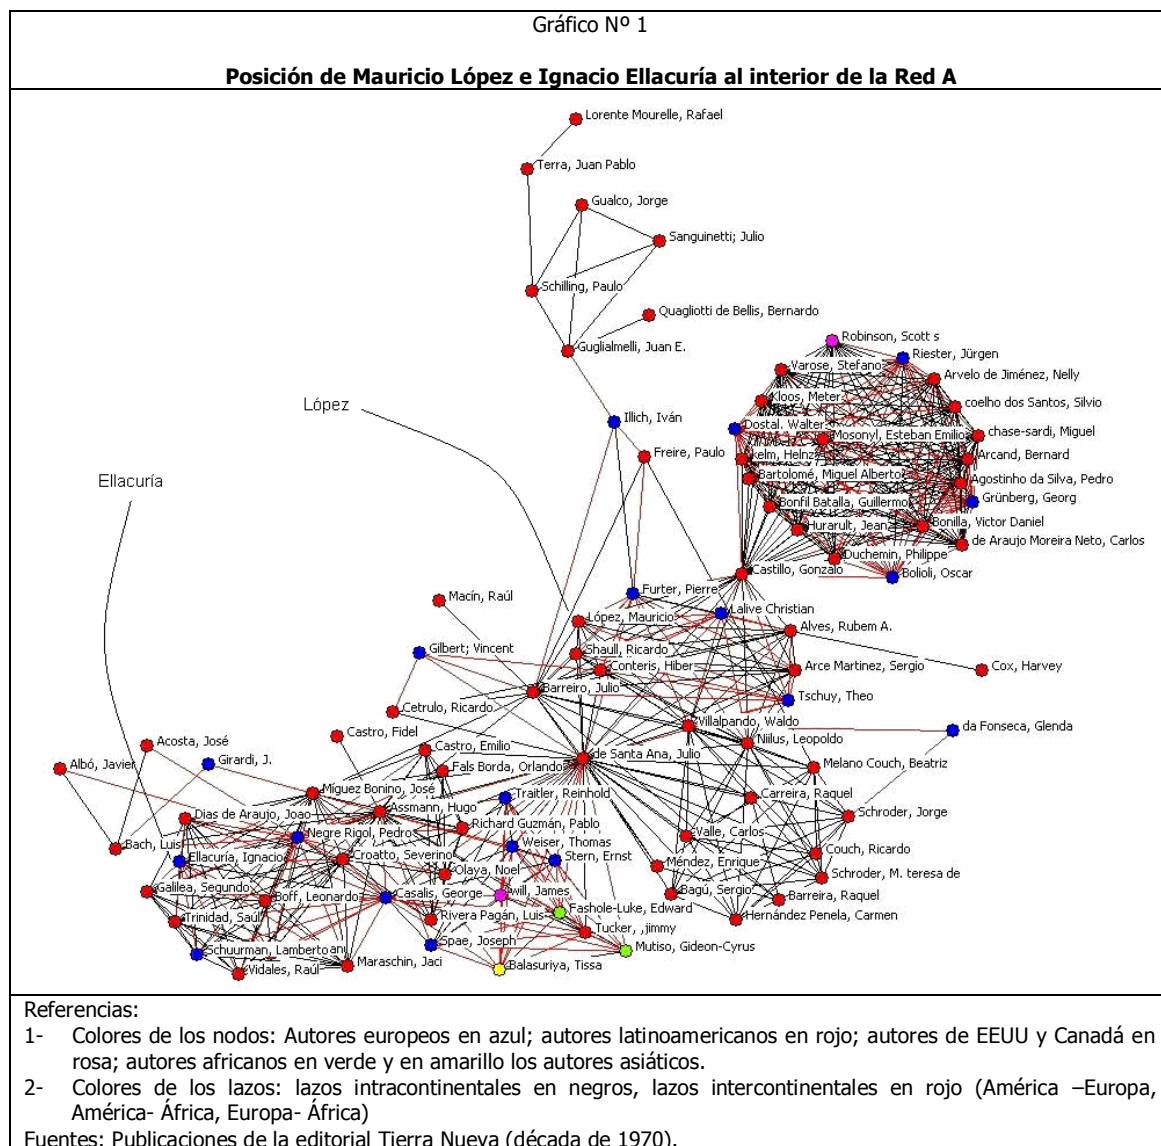 Gráfico Nº 1
Posición de Mauricio López e Ignacio Ellacuría al interior de la Red A
Lorente Mourelle, Rafael
Terra, Juan Pablo
Gualco, Jorge
Sanguinetti; Julio
Schilling, Paulo
Quagliotti de Bellis, Bernardo
Guglialmelli, Juan E.
Robinson, Scott s
Riester, Jürgen
Varose, Stefano
Arvelo de Jiménez, Nelly
Kloos, Meter
coelho dos Santos, Silvio
López
Illich, Iván
Dostal. Walter
Mosonyl, Esteban Emilio
chase-sardi, Miguel
Freire, Paulo
kelm, Helnz
Arcand, Bernard
Ellacuría
Bartolomé, Miguel Alberto
Agostinho da Silva, Pedro
Grünberg, Georg
Bonfil Batalla, Guillermo
Hurarult, Jean
Bonilla, Victor Daniel
de Araujo Moreira Neto, Carlos
Duchemin, Philippe
Castillo, Gonzalo
Bolioli, Oscar
Macín, Raúl
Furter, Pierre
Lalive Christian
López, Mauricio
Alves, Rubem A.
Gilbert; Vincent
Shaull, Ricardo
Conteris, Hiber
Arce Martinez, Sergio
Cox, Harvey
Barreiro, Julio
Tschuy, Theo
Cetrulo, Ricardo
Castro, Fidel
Villalpando, Waldo
da Fonseca, Glenda
Acosta, José
Castro, Emilio
de Santa Ana, Julio
Niilus, Leopoldo
Albó, Javier
Girardi, J.
Fals Borda, Orlando
Melano Couch, Beatriz
Miguez Bonino, José
Traitler, Reinhold
Carreira, Raquel
Dias de Araujo, Joao
Assmann, Hugo
Schroder, Jorge
Richard Guzmán, Pablo
Negre Rigol, Pedro
Valle, Carlos
Bach, Luis
Weiser, Thomas
Ellacuría, Ignacio
Croatto, Severino
Stern, Ernst
Couch, Ricardo
Olaya, Noel
Méndez, Enrique
Schroder, M. teresa de
Galilea, Segundo
Boff, Leonardo
Casalis, George
will, James
Bagú, Sergio
Barreira, Raquel
Trinidad, Saúl
Rivera Pagán, Luis
Fashole-Luke, Edward
Hernández Penela, Carmen
Tucker, ,jimmy
Schuurman, Lamberto
Spae, Joseph
Mutiso, Gideon-Cyrus
Vidales, Raúl
Maraschin, Jaci
Balasuriya, Tissa
Referencias:
1- Colores de los nodos: Autores europeos en azul; autores latinoamericanos en rojo; autores de EEUU y Canadá en
rosa; autores africanos en verde y en amarillo los autores asiáticos.
2- Colores de los lazos: lazos intracontinentales en negros, lazos intercontinentales en rojo (América –Europa,
América- África, Europa- África)
Fuentes: Publicaciones de la editorial Tierra Nueva (década de 1970).